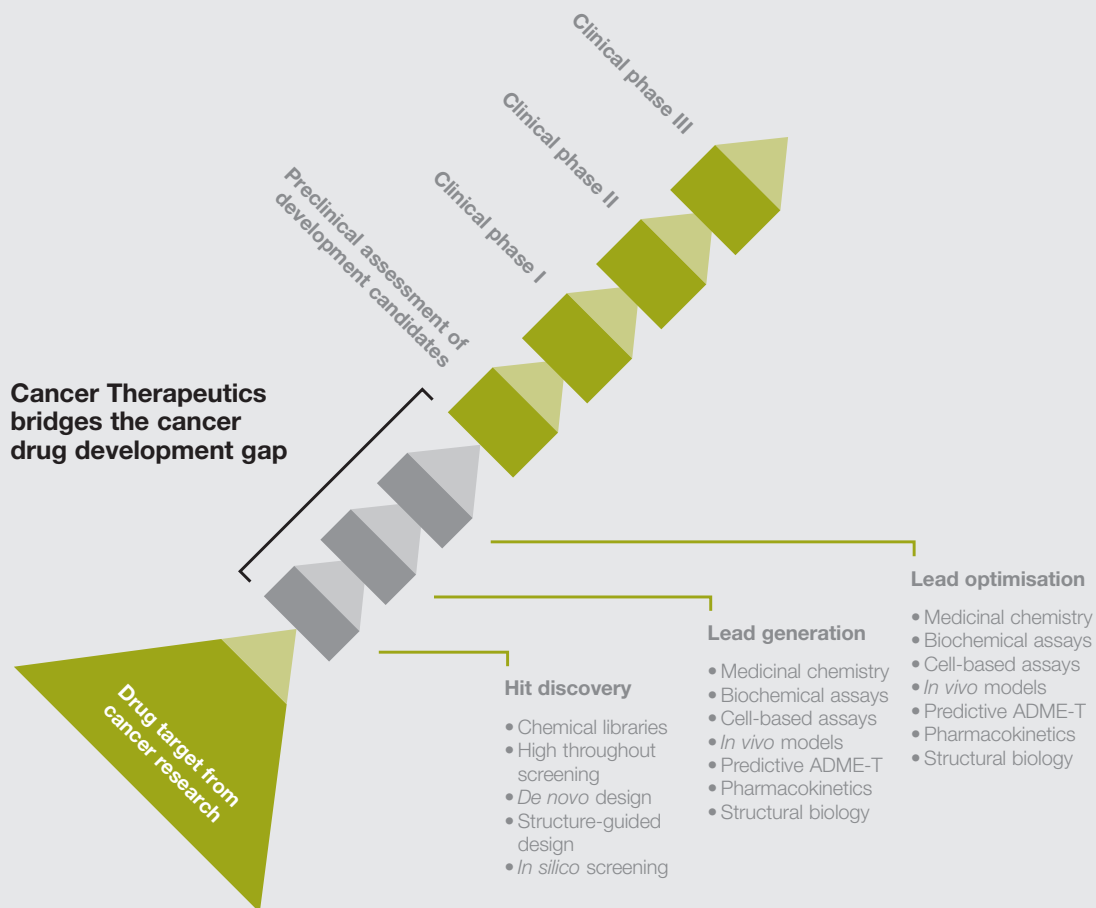 Clinical phase III
Clinical phase II
Clinical phase I
Preclinical assessment of
development candidates
Cancer Therapeutics
bridges the cancer
drug development gap
Drug target from
cancer research
Hit discovery
• Chemical libraries
• High throughout
screening
• De novo design
• Structure-guided
design
• In silico screening
Lead generation
• Medicinal chemistry
• Biochemical assays
• Cell-based assays
• In vivo models
• Predictive ADME-T
• Pharmacokinetics
• Structural biology
Lead optimisation
• Medicinal chemistry
• Biochemical assays
• Cell-based assays
• In vivo models
• Predictive ADME-T
• Pharmacokinetics
• Structural biology